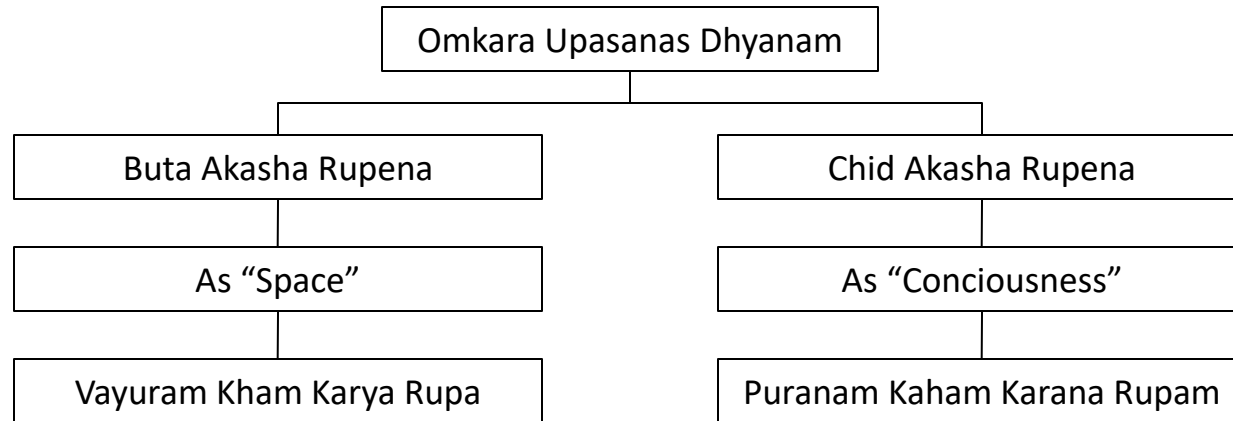 Omkara Upasanas Dhyanam
Buta Akasha Rupena
Chid Akasha Rupena
As “Space”
As “Conciousness”
Vayuram Kham Karya Rupa
Puranam Kaham Karana Rupam